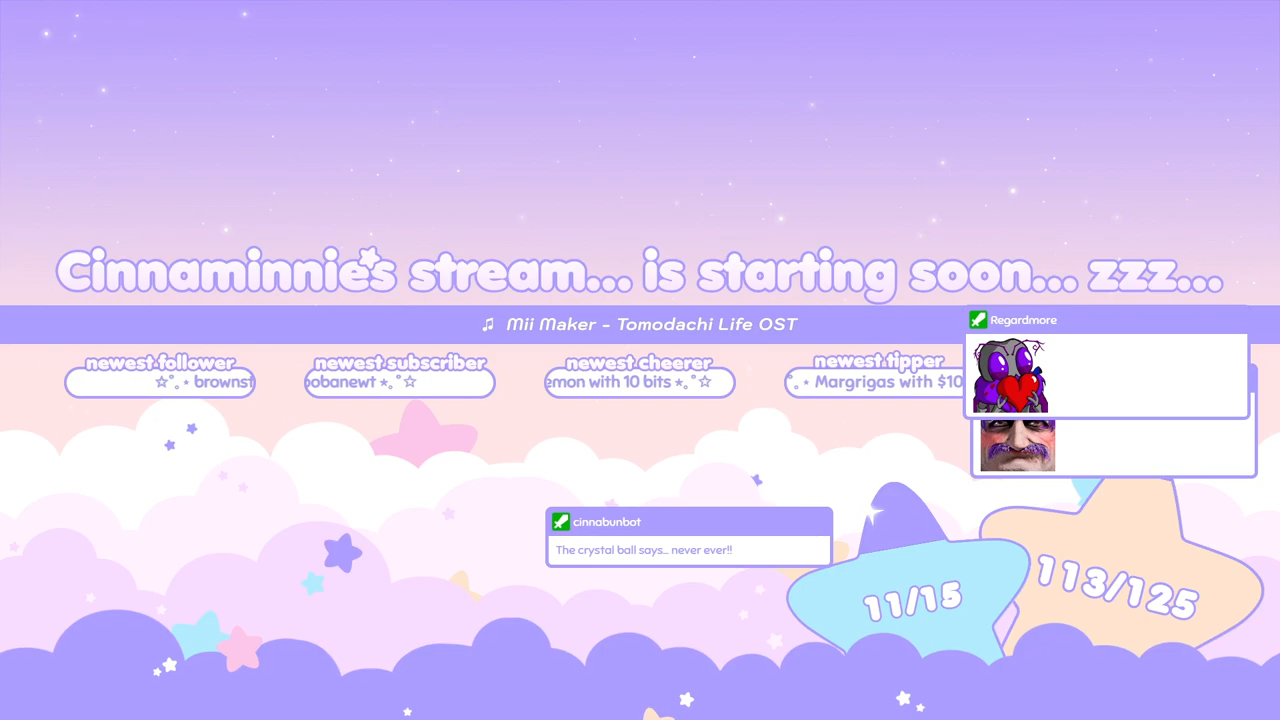 Cinnaminnie's stream... is starting soon... zzz...
♫ Mii Maker - Tomodachi Life OST
Regardmore
newest follower
newest subscriber
newest cheerer
newest tipper
☆˚。⋆ brownst
obanewt ⋆。˚☆
emon with 10 bits ⋆。˚☆
˚。⋆ Margrigas with $10
cinnabunbot
The crystal ball says... never ever!!
11/15
113/125